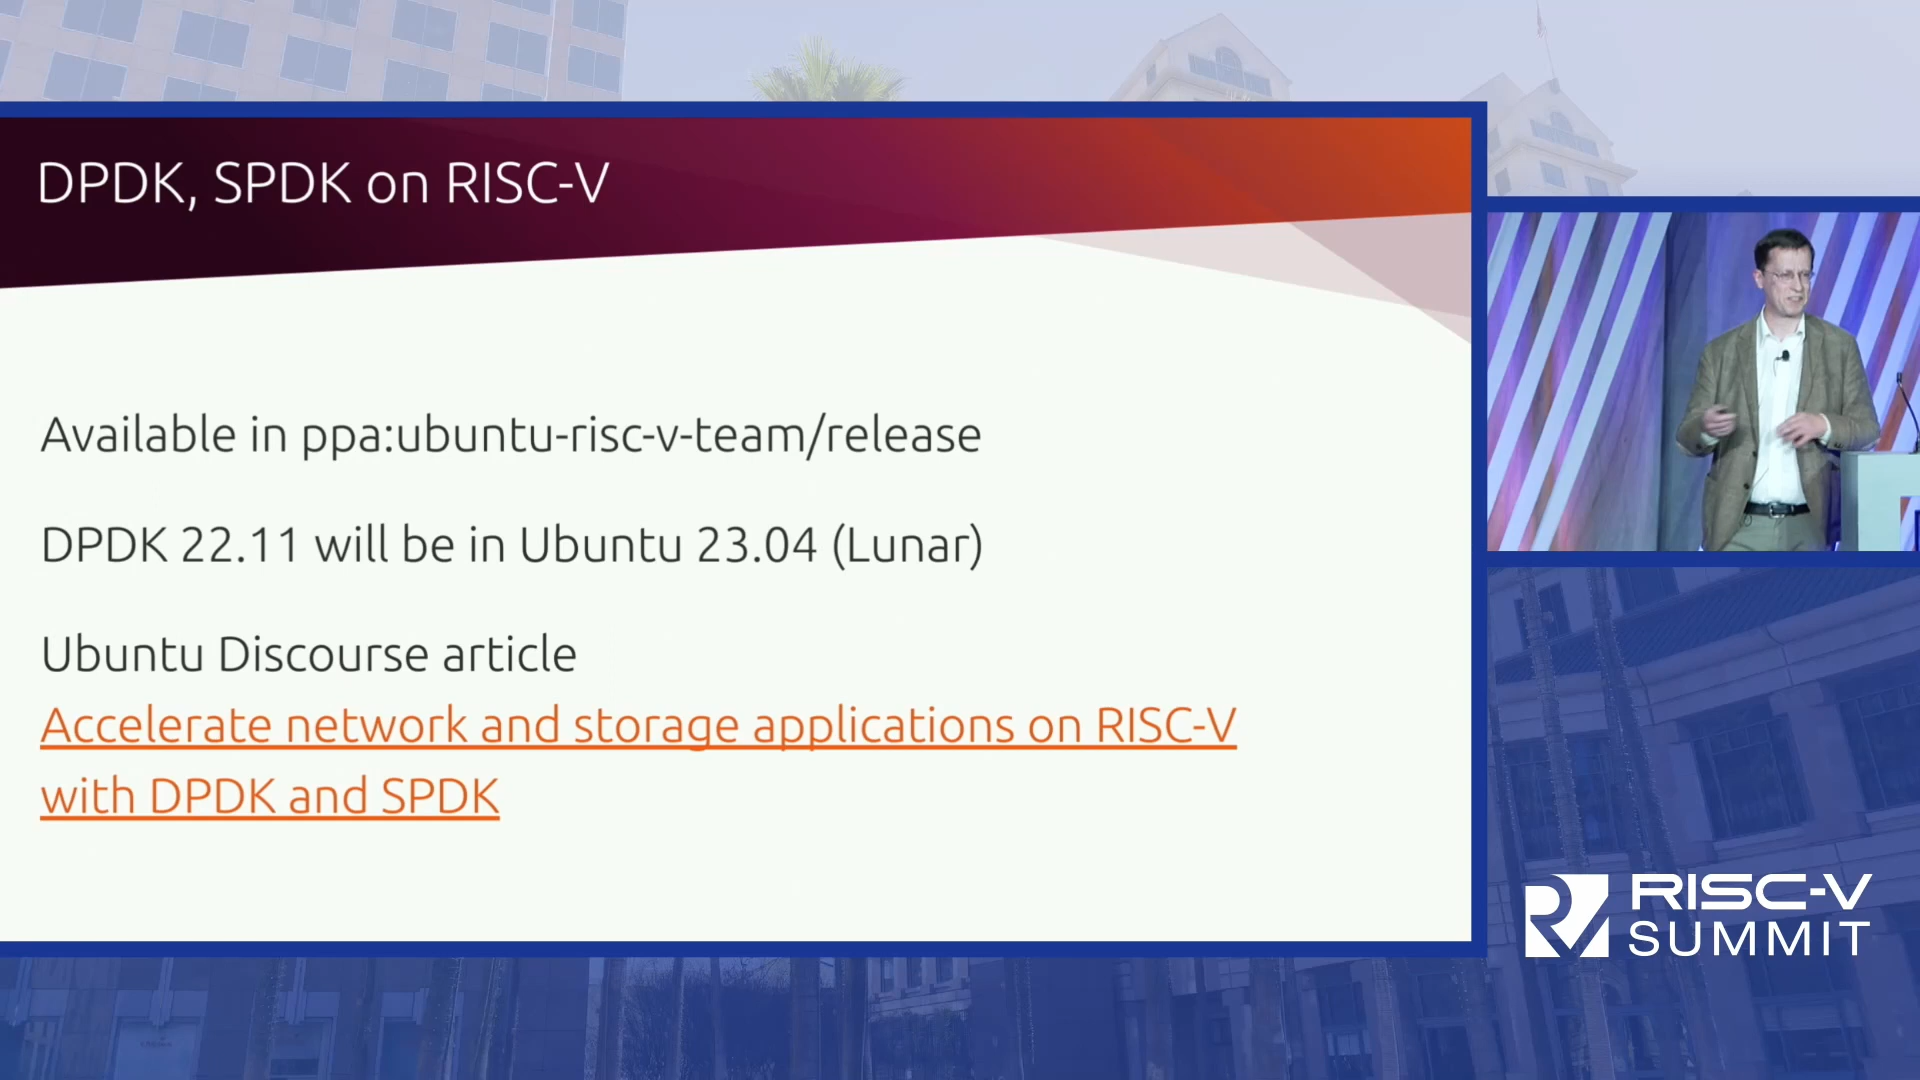 DPDK, SPDK on RISC-V
Available in ppa:ubuntu-risc-v-team/release
DPDK 22.11 will be in Ubuntu 23.04 (Lunar)
Ubuntu Discourse article
Accelerate network and storage applications on RISC-V
with DPDK and SPDK
RISC-V
SUMMIT